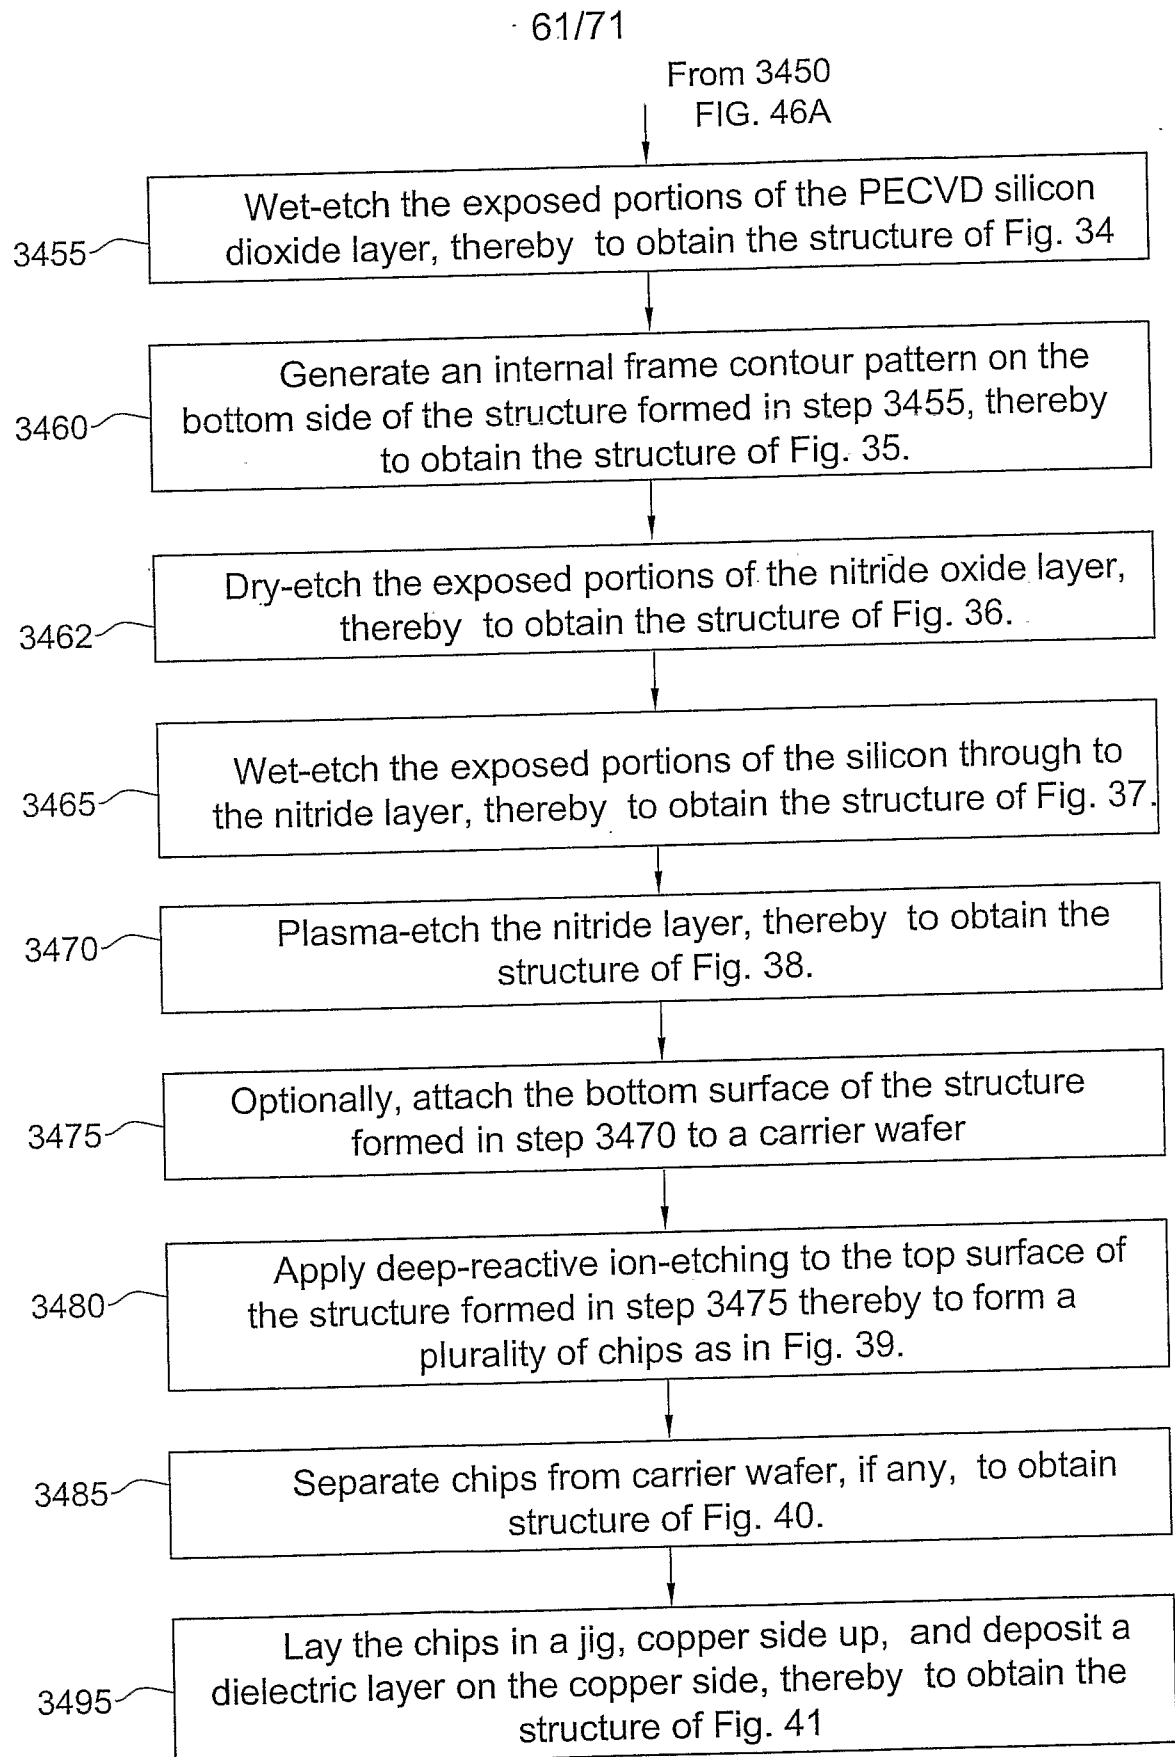 61/71
From 3450
FIG. 46A
3455
Wet-etch the exposed portions of the PECVD silicon
dioxide layer, thereby to obtain the structure of Fig. 34
3460
Generate an internal frame contour pattern on the
bottom side of the structure formed in step 3455, thereby
to obtain the structure of Fig. 35.
3462
Dry-etch the exposed portions of the nitride oxide layer,
thereby to obtain the structure of Fig. 36.
3465
Wet-etch the exposed portions of the silicon through to
the nitride layer, thereby to obtain the structure of Fig. 37.
3470
Plasma-etch the nitride layer, thereby to obtain the
structure of Fig. 38.
3475
Optionally, attach the bottom surface of the structure
formed in step 3470 to a carrier wafer
3480
Apply deep-reactive ion-etching to the top surface of
the structure formed in step 3475 thereby to form a
plurality of chips as in Fig. 39.
3485
Separate chips from carrier wafer, if any, to obtain
structure of Fig. 40.
3495
Lay the chips in a jig, copper side up, and deposit a
dielectric layer on the copper side, thereby to obtain the
structure of Fig. 41